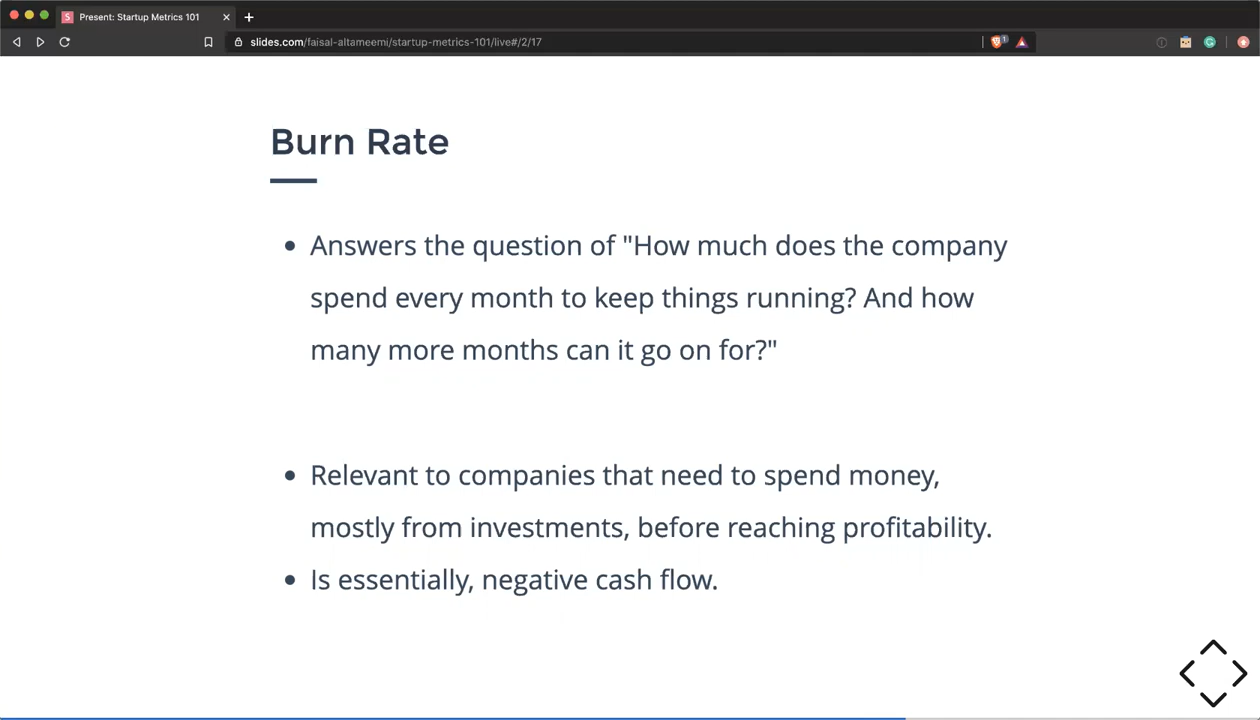 Present: Startup Metrics 101
slides.com/faisal-altameemi/startup-metrics-101/live#/2/17
Burn Rate
• Answers the question of "How much does the company
spend every month to keep things running? And how
many more months can it go on for?"
• Relevant to companies that need to spend money,
mostly from investments, before reaching profitability.
• Is essentially, negative cash flow.